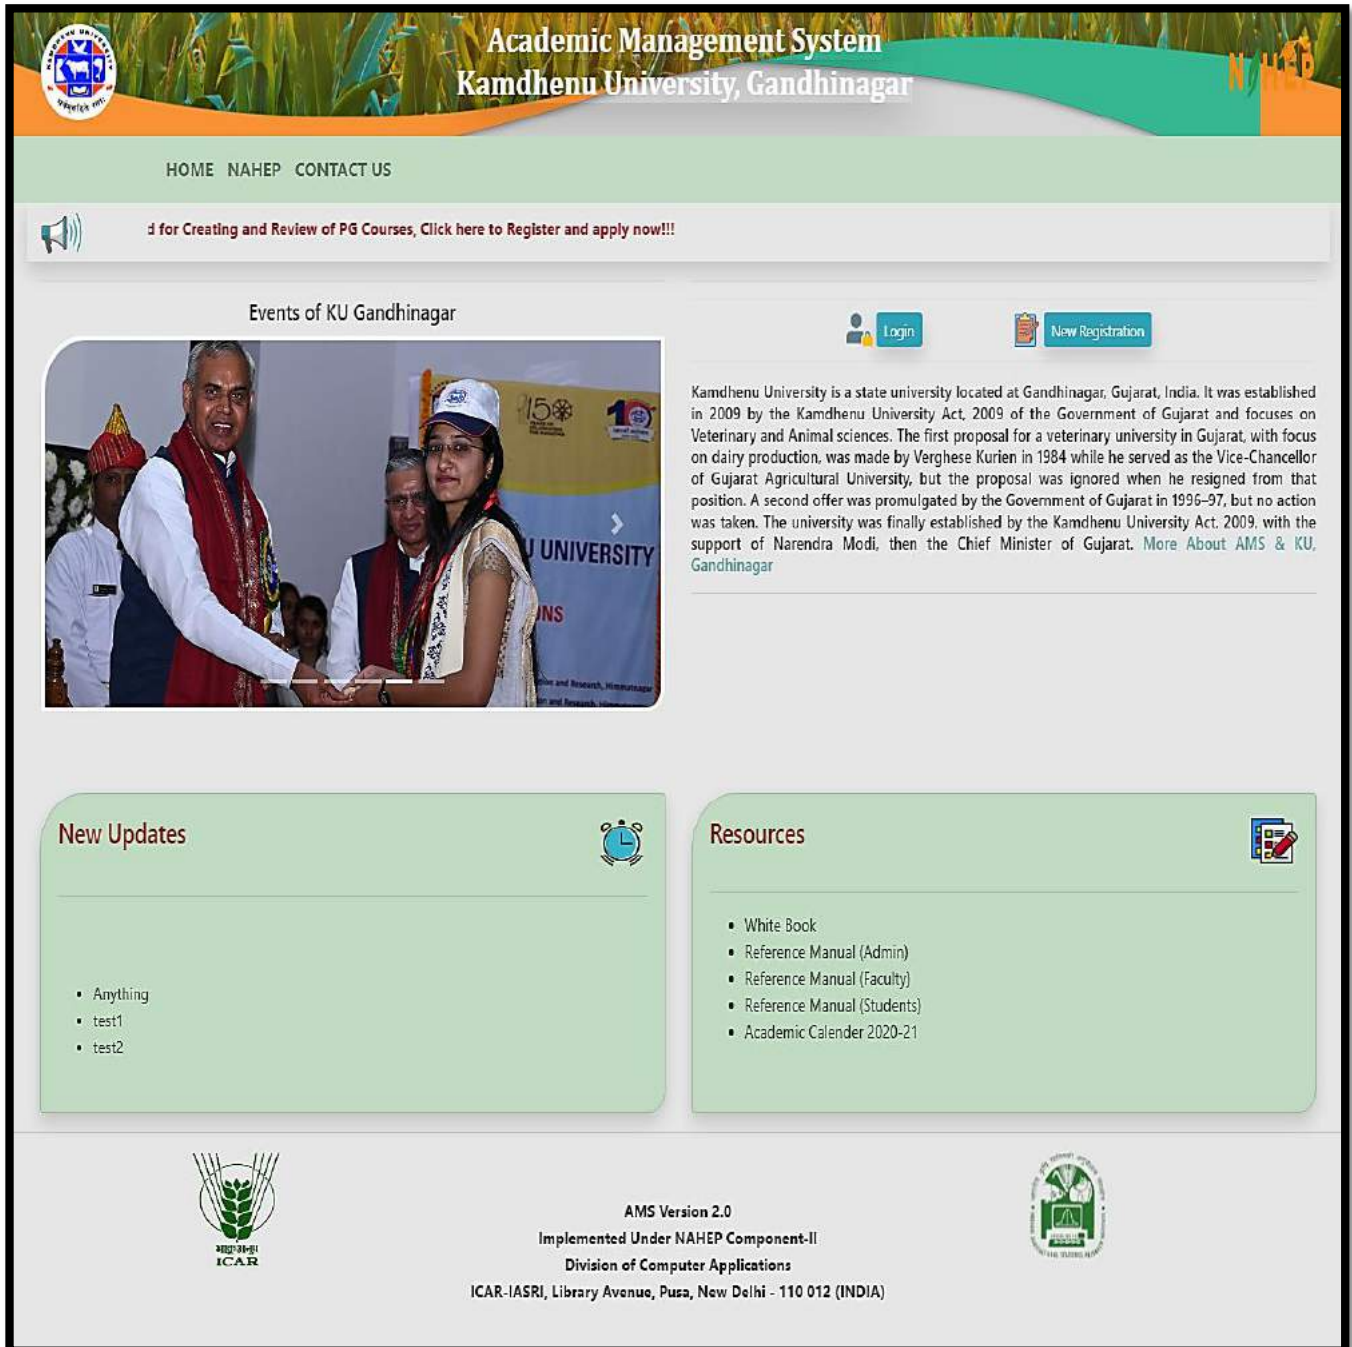 Academic Management System
Kamdhenu University, Gandhinagar
KAMDHENU UNIVERSITY
NAHEP
HOME NAHEP CONTACT US
d for Creating and Review of PG Courses, Click here to Register and apply now!!!
Events of KU Gandhinagar
150
UNIVERSITY
ONS
tion and Research, Himmatnagar
Login
New Registration
Kamdhenu University is a state university located at Gandhinagar, Gujarat, India. It was established
in 2009 by the Kamdhenu University Act, 2009 of the Government of Gujarat and focuses on
Veterinary and Animal sciences. The first proposal for a veterinary university in Gujarat, with focus
on dairy production, was made by Verghese Kurien in 1984 while he served as the Vice-Chancellor
of Gujarat Agricultural University, but the proposal was ignored when he resigned from that
position. A second offer was promulgated by the Government of Gujarat in 1996–97, but no action
was taken. The university was finally established by the Kamdhenu University Act. 2009. with the
support of Narendra Modi, then the Chief Minister of Gujarat. More About AMS & KU,
Gandhinagar
New Updates
• Anything
• test1
• test2
Resources
• White Book
• Reference Manual (Admin)
• Reference Manual (Faculty)
• Reference Manual (Students)
• Academic Calender 2020-21
भाकृअनुप
ICAR
AMS Version 2.0
Implemented Under NAHEP Component-II
Division of Computer Applications
ICAR-IASRI, Library Avenue, Pusa, New Delhi - 110 012 (INDIA)